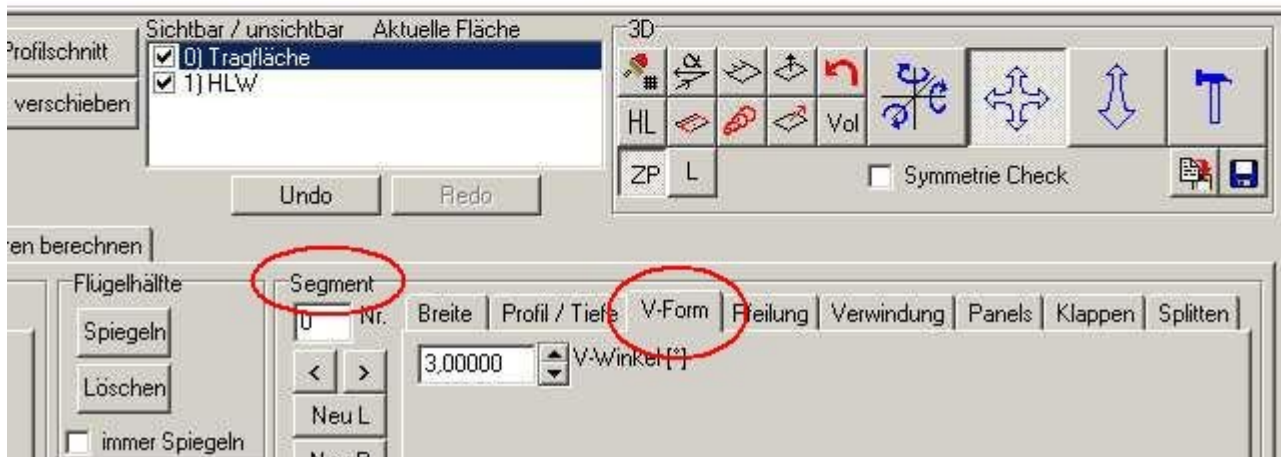 Sichtbar / unsichtbar Aktuelle Fläche
Profilschnitt
verschieben
0) Tragfläche
1) HLW
Undo
Redo
3D
#
α
HL
Vol
ZP
L
Symmetrie Check
ren berechnen
Flügelhälfte
Spiegeln
Löschen
immer Spiegeln
Segment
0 Nr.
< >
Neu L
Breite Profil / Tiefe V-Form Pfeilung Verwindung Panels Klappen Splitten
3,00000 V-Winkel [°]